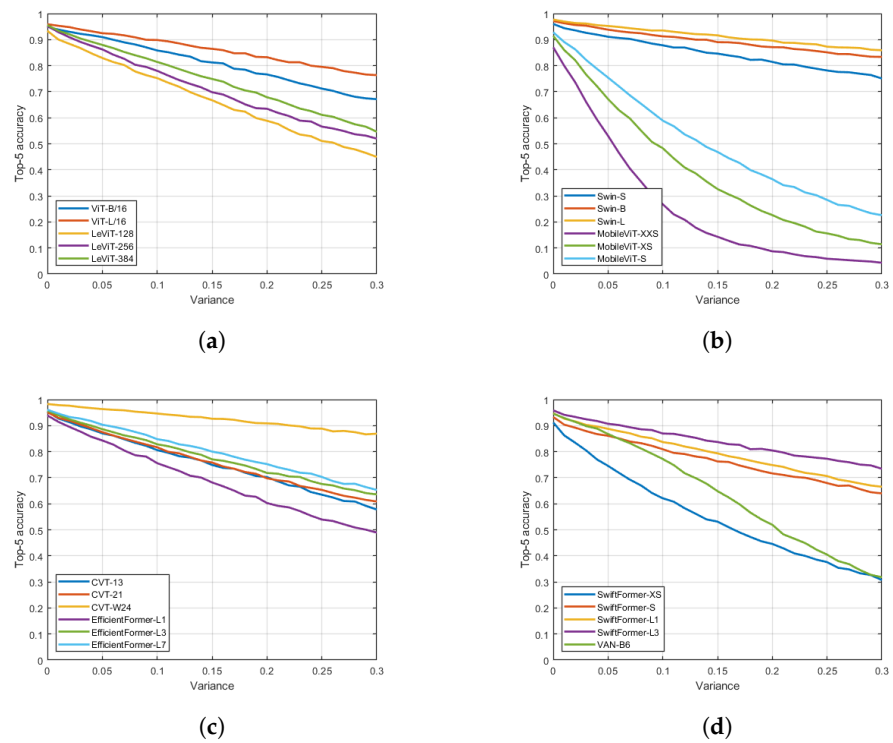 1
0.9
0.8
0.7
0.6
0.5
0.4
0.3
0.2
0.1
0
Top-5 accuracy
ViT-B/16
ViT-L/16
LeViT-128
LeViT-256
LeViT-384
0 0.05 0.1 0.15 0.2 0.25 0.3
Variance
(a)
1
0.9
0.8
0.7
0.6
0.5
0.4
0.3
0.2
0.1
0
Top-5 accuracy
Swin-S
Swin-B
Swin-L
MobileViT-XXS
MobileViT-XS
MobileViT-S
0 0.05 0.1 0.15 0.2 0.25 0.3
Variance
(b)
1
0.9
0.8
0.7
0.6
0.5
0.4
0.3
0.2
0.1
0
Top-5 accuracy
CVT-13
CVT-21
CVT-W24
EfficientFormer-L1
EfficientFormer-L3
EfficientFormer-L7
0 0.05 0.1 0.15 0.2 0.25 0.3
Variance
(c)
1
0.9
0.8
0.7
0.6
0.5
0.4
0.3
0.2
0.1
0
Top-5 accuracy
SwiftFormer-XS
SwiftFormer-S
SwiftFormer-L1
SwiftFormer-L3
VAN-B6
0 0.05 0.1 0.15 0.2 0.25 0.3
Variance
(d)